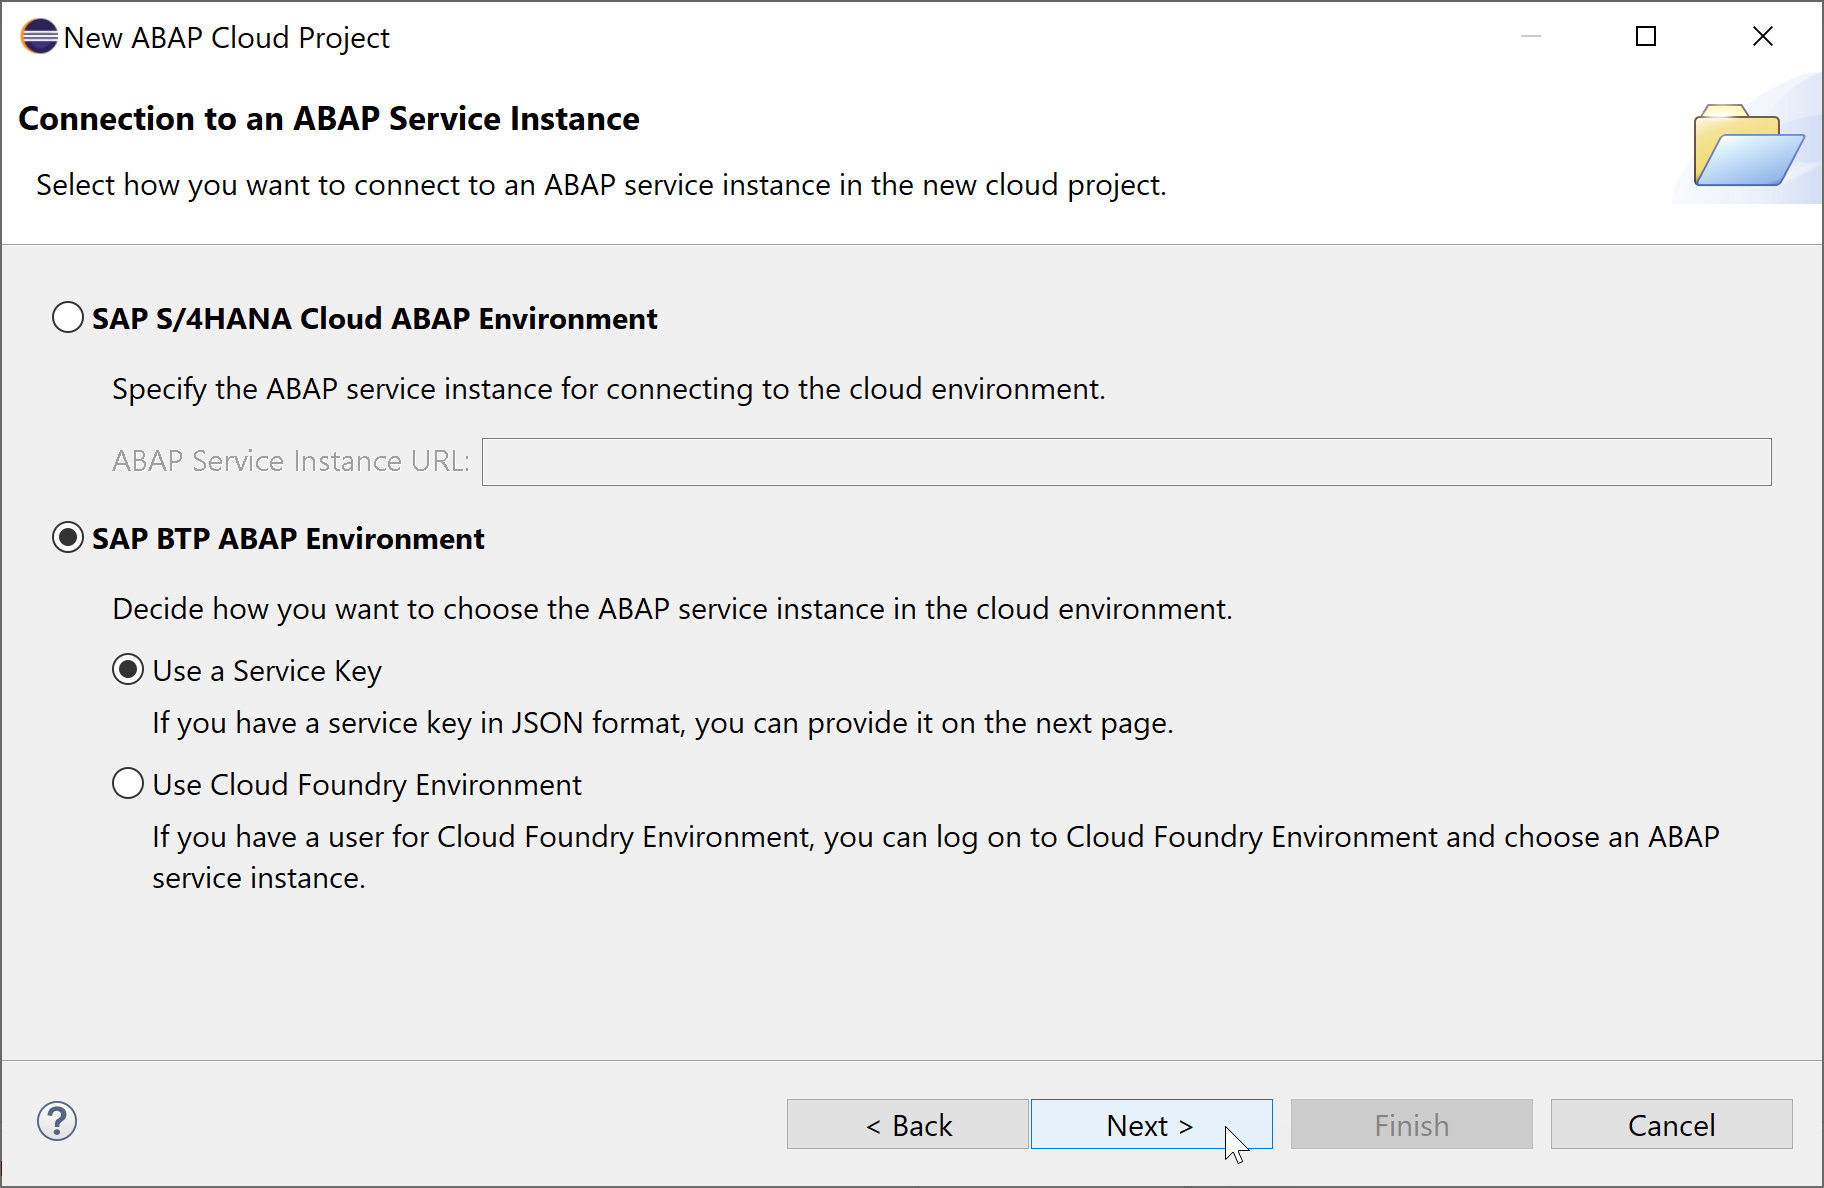 New ABAP Cloud Project
Connection to an ABAP Service Instance
Select how you want to connect to an ABAP service instance in the new cloud project.
SAP S/4HANA Cloud ABAP Environment
Specify the ABAP service instance for connecting to the cloud environment.
ABAP Service Instance URL:
SAP BTP ABAP Environment
Decide how you want to choose the ABAP service instance in the cloud environment.
Use a Service Key
If you have a service key in JSON format, you can provide it on the next page.
Use Cloud Foundry Environment
If you have a user for Cloud Foundry Environment, you can log on to Cloud Foundry Environment and choose an ABAP
service instance.
? < Back Next > Finish Cancel